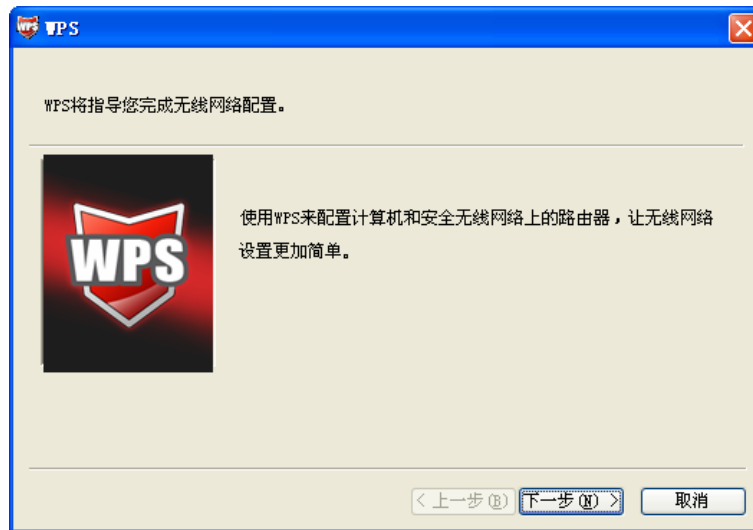 WPS
WPS将指导您完成无线网络配置。
WPS
使用WPS来配置计算机和安全无线网络上的路由器，让无线网络
设置更加简单。
< 上一步(B)
下一步(N) >
取消